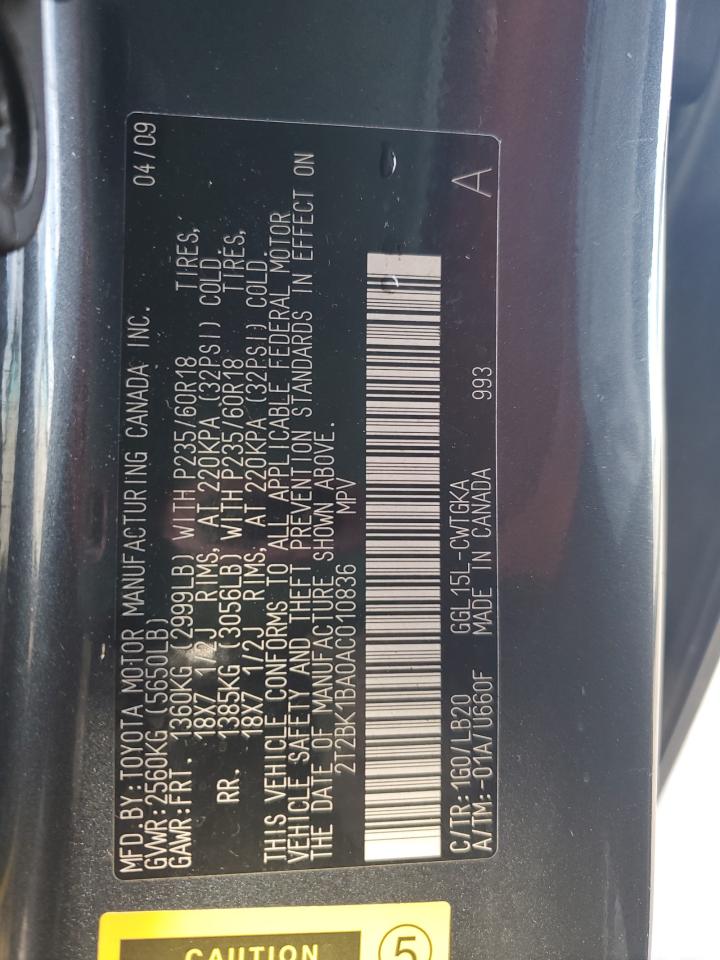 MFD.BY:TOYOTA MOTOR MANUFACTURING CANADA INC. 04/09
GVWR:2560KG (5650LB)
GAWR:FRT. 1360KG (2999LB) WITH P235/60R18 TIRES,
18X7 1/2J RIMS, AT 220KPA (32PSI) COLD.
RR. 1385KG (3056LB) WITH P235/60R18 TIRES,
18X7 1/2J RIMS, AT 220KPA (32PSI) COLD.
THIS VEHICLE CONFORMS TO ALL APPLICABLE FEDERAL MOTOR
VEHICLE SAFETY AND THEFT PREVENTION STANDARDS IN EFFECT ON
THE DATE OF MANUFACTURE SHOWN ABOVE.
2T2BK1BA0AC010836 MPV
C/TR:1G0/LB20 GGL15L-CWTGKA
A/TM:-01A/U660F MADE IN CANADA 993 A
CAUTION 5